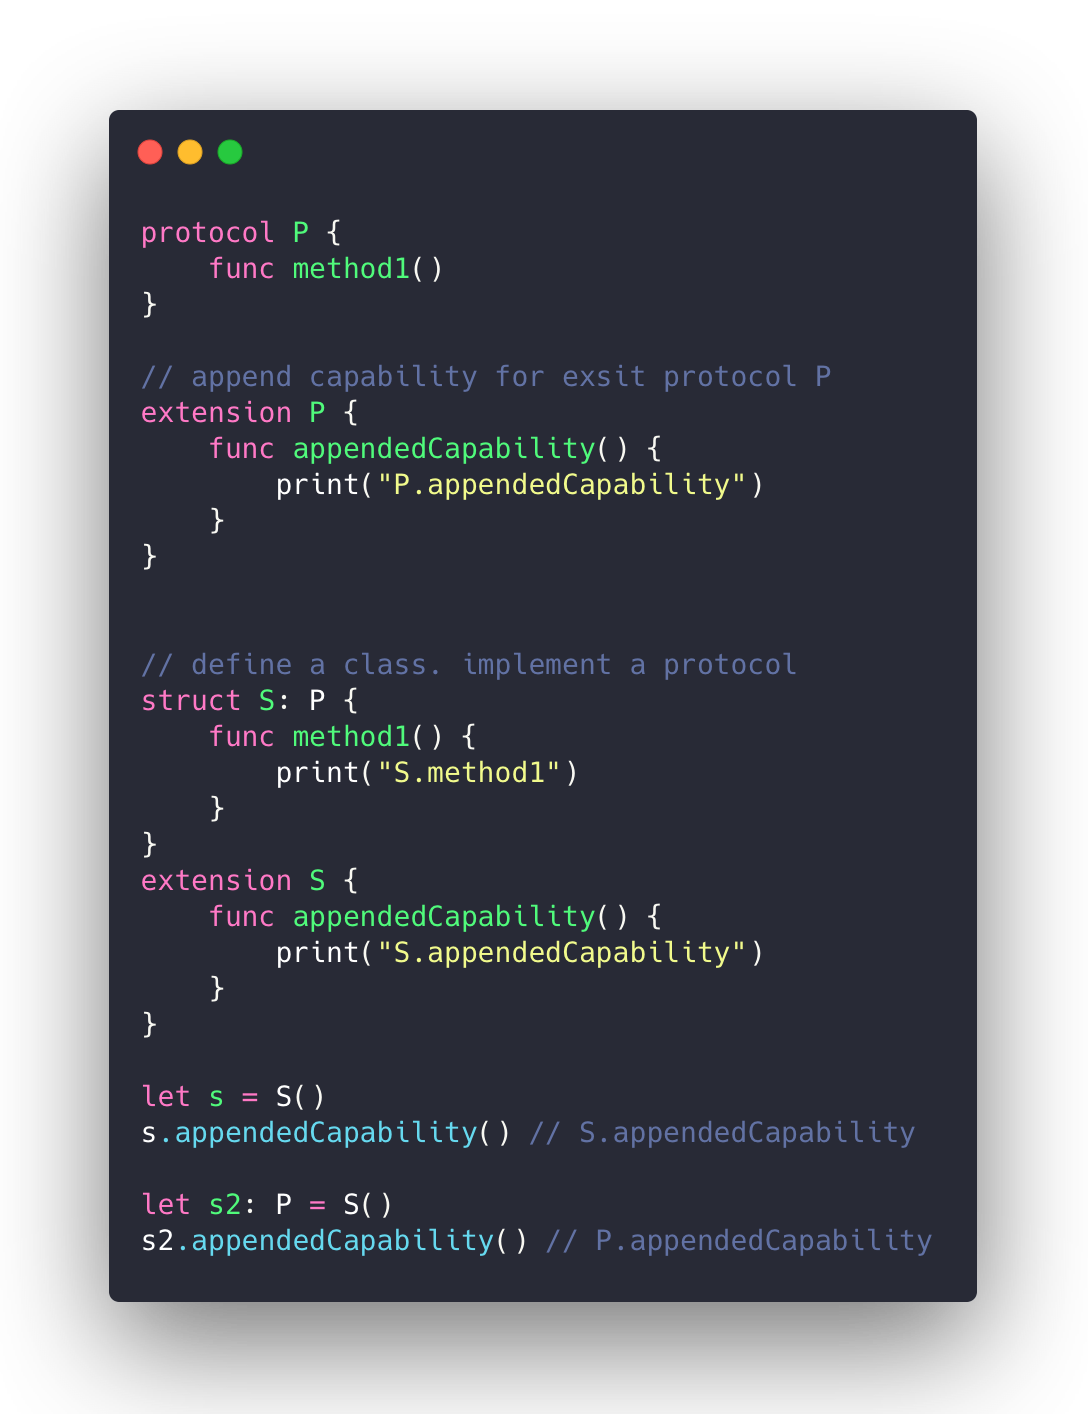 protocol P {
    func method1()
}

// append capability for exsit protocol P
extension P {
    func appendedCapability() {
        print("P.appendedCapability")
    }
}


// define a class. implement a protocol
struct S: P {
    func method1() {
        print("S.method1")
    }
}
extension S {
    func appendedCapability() {
        print("S.appendedCapability")
    }
}

let s = S()
s.appendedCapability() // S.appendedCapability

let s2: P = S()
s2.appendedCapability() // P.appendedCapability